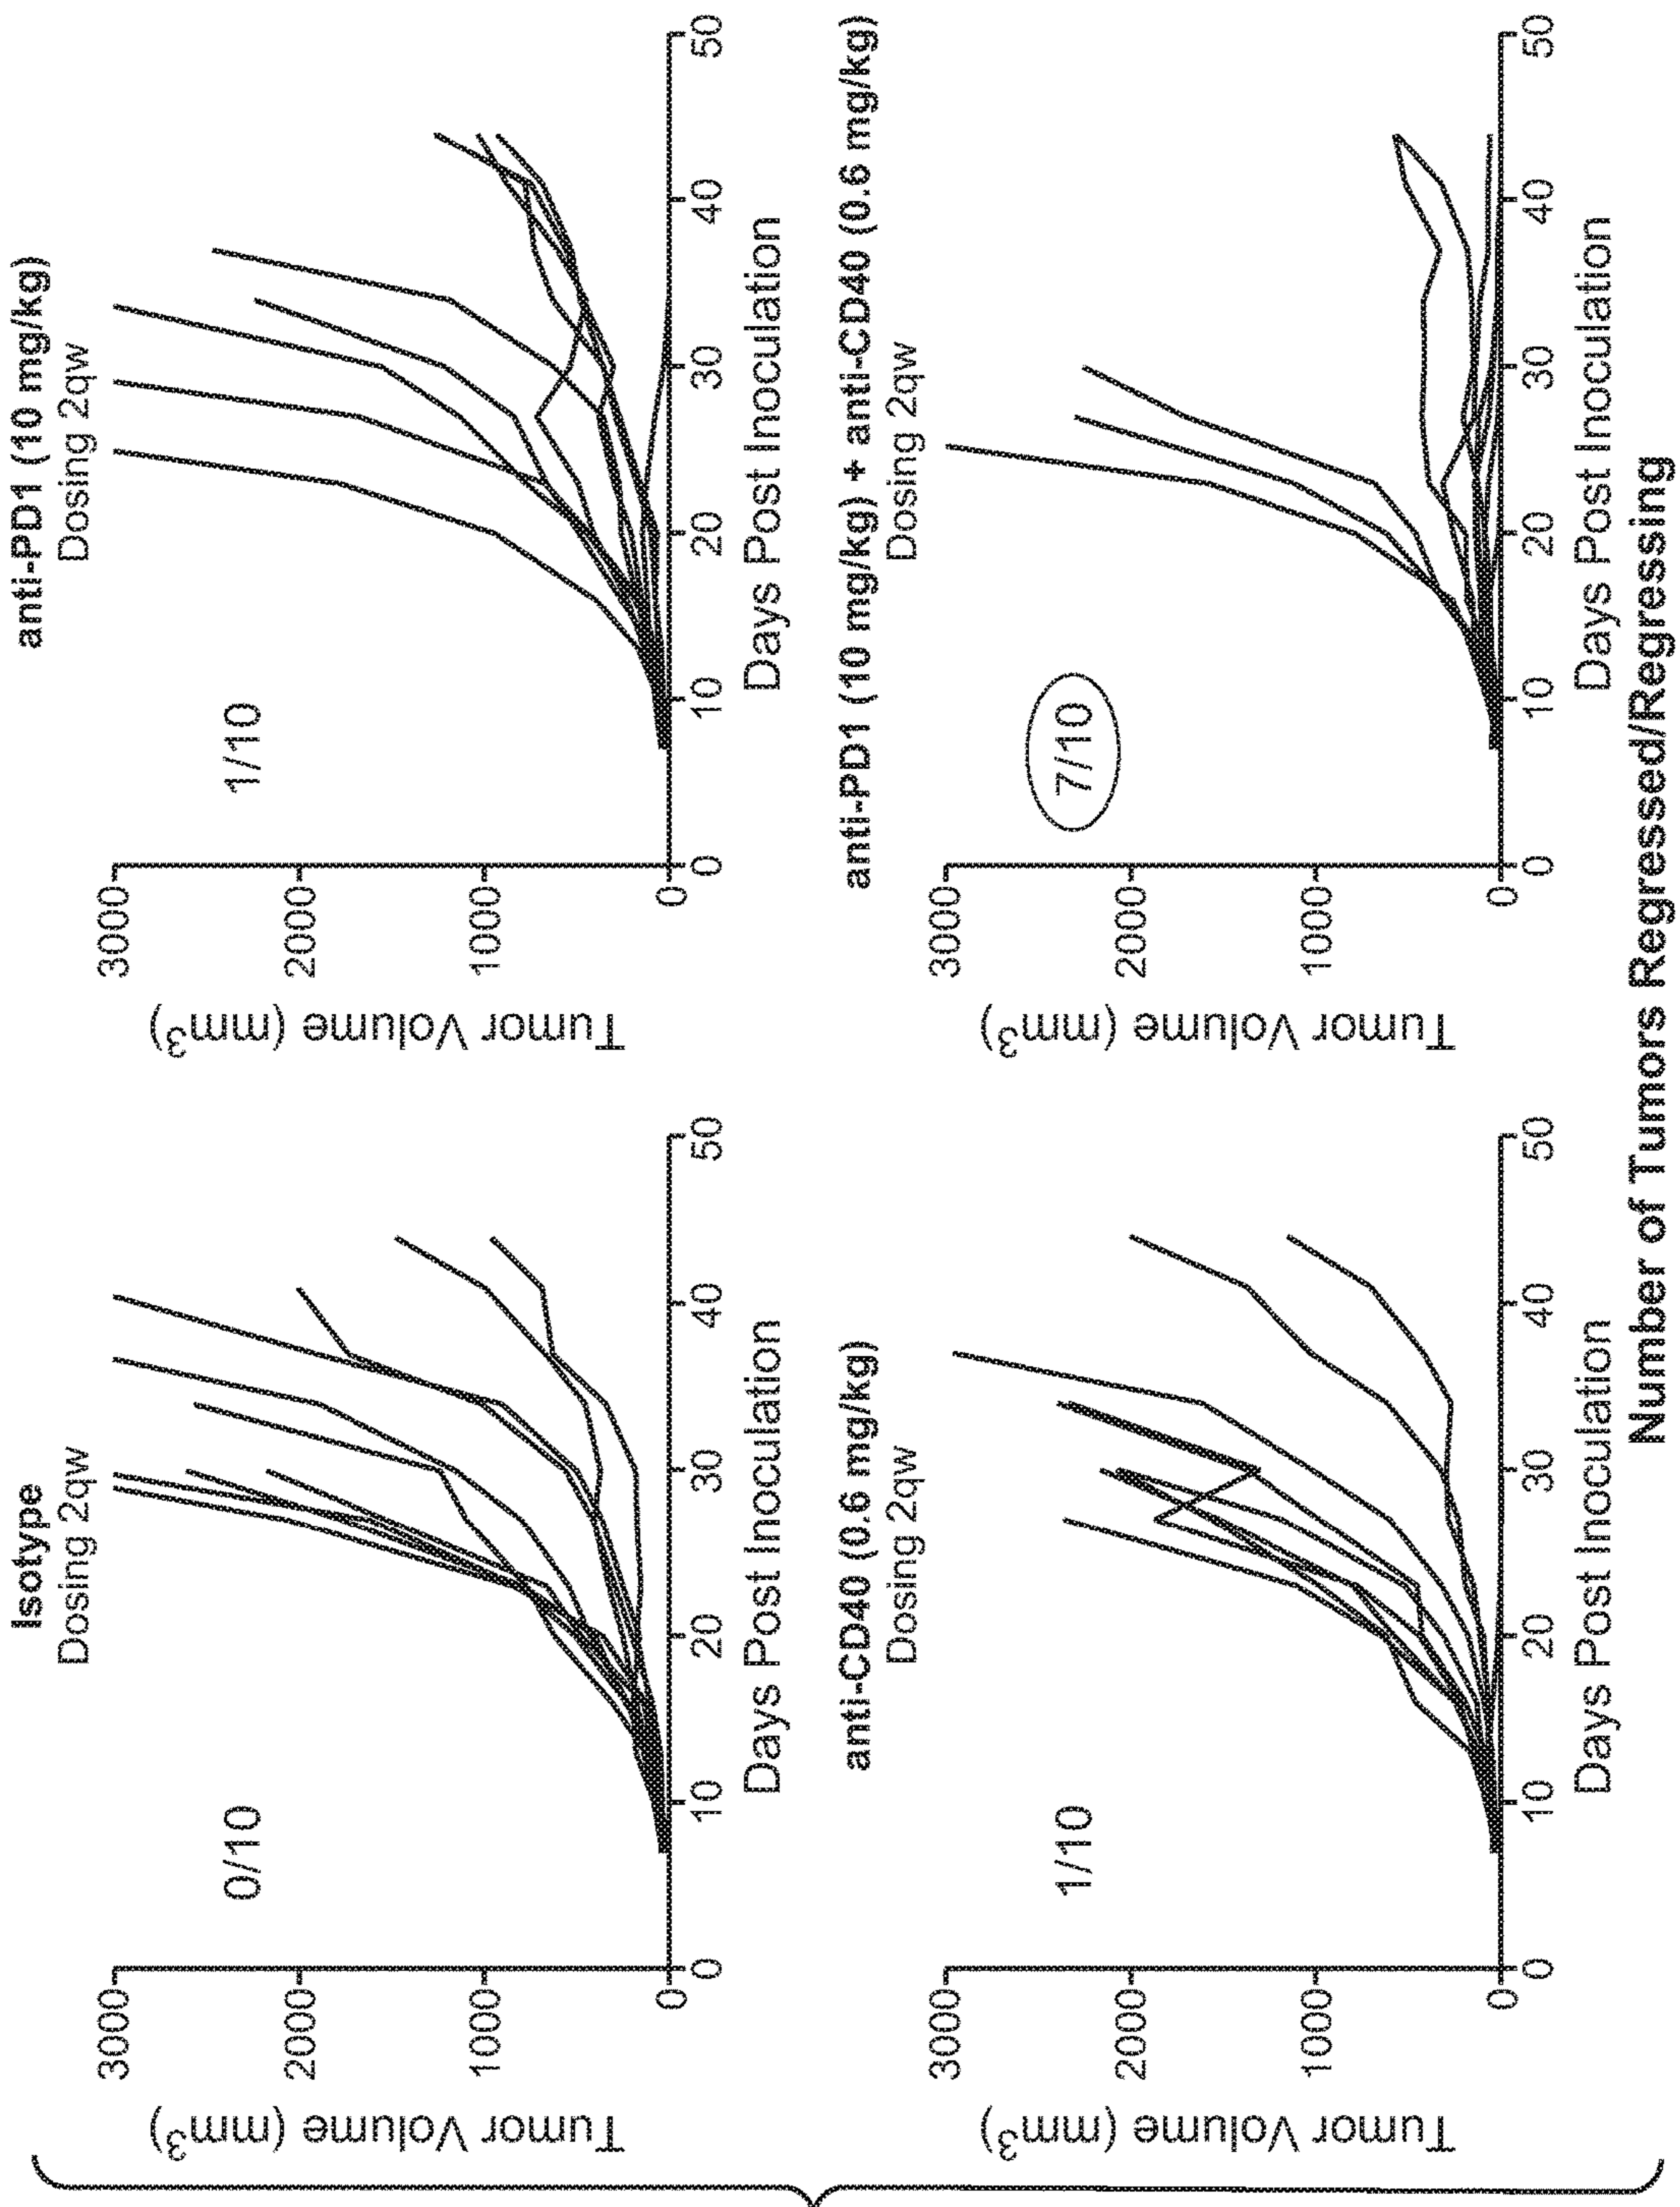 Isotype
Dosing 2qw
0/10
3000
2000
1000
0
Tumor Volume (mm³)
0
10
20
30
40
50
Days Post Inoculation
anti-PD1 (10 mg/kg)
Dosing 2qw
1/10
3000
2000
1000
0
Tumor Volume (mm³)
0
10
20
30
40
50
Days Post Inoculation
anti-CD40 (0.6 mg/kg)
Dosing 2qw
1/10
3000
2000
1000
0
Tumor Volume (mm³)
0
10
20
30
40
50
Days Post Inoculation
anti-PD1 (10 mg/kg) + anti-CD40 (0.6 mg/kg)
Dosing 2qw
7/10
3000
2000
1000
0
Tumor Volume (mm³)
0
10
20
30
40
50
Days Post Inoculation
Number of Tumors Regressed/Regressing